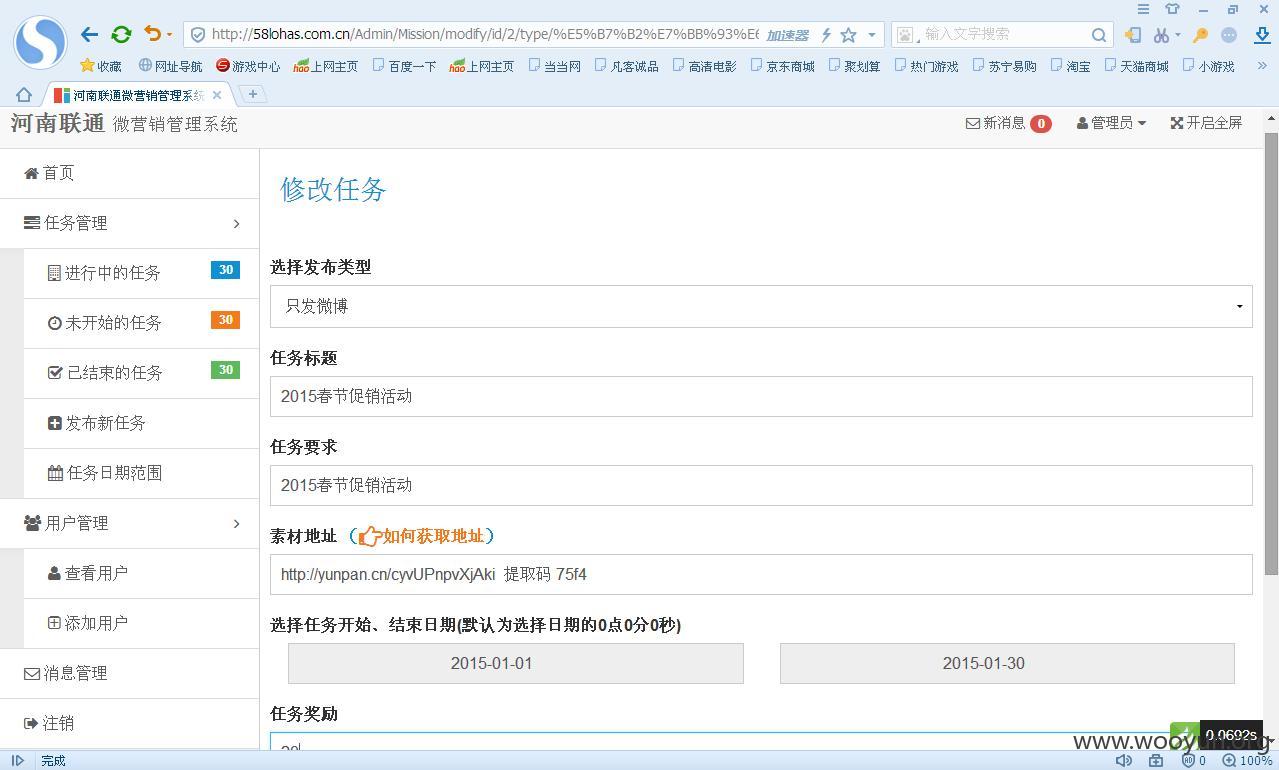 http://58lohas.com.cn/Admin/Mission/modify/id/2/type/%E5%B7%B2%E7%BB%93%E6 加速器
输入文字搜索
收藏 网址导航 游戏中心 上网主页 百度一下 上网主页 当当网 凡客诚品 高清电影 京东商城 聚划算 热门游戏 苏宁易购 淘宝 天猫商城 小游戏
河南联通微营销管理系统
河南联通 微营销管理系统
新消息 0 管理员 开启全屏
首页
任务管理
进行中的任务 30
未开始的任务 30
已结束的任务 30
发布新任务
任务日期范围
用户管理
查看用户
添加用户
消息管理
注销
修改任务
选择发布类型
只发微博
任务标题
2015春节促销活动
任务要求
2015春节促销活动
素材地址 (如何获取地址)
http://yunpan.cn/cyvUPnpvXjAki 提取码 75f4
选择任务开始、结束日期(默认为选择日期的0点0分0秒)
2015-01-01 2015-01-30
任务奖励
0.0692s
www.wooyun.org
完成
0 100%